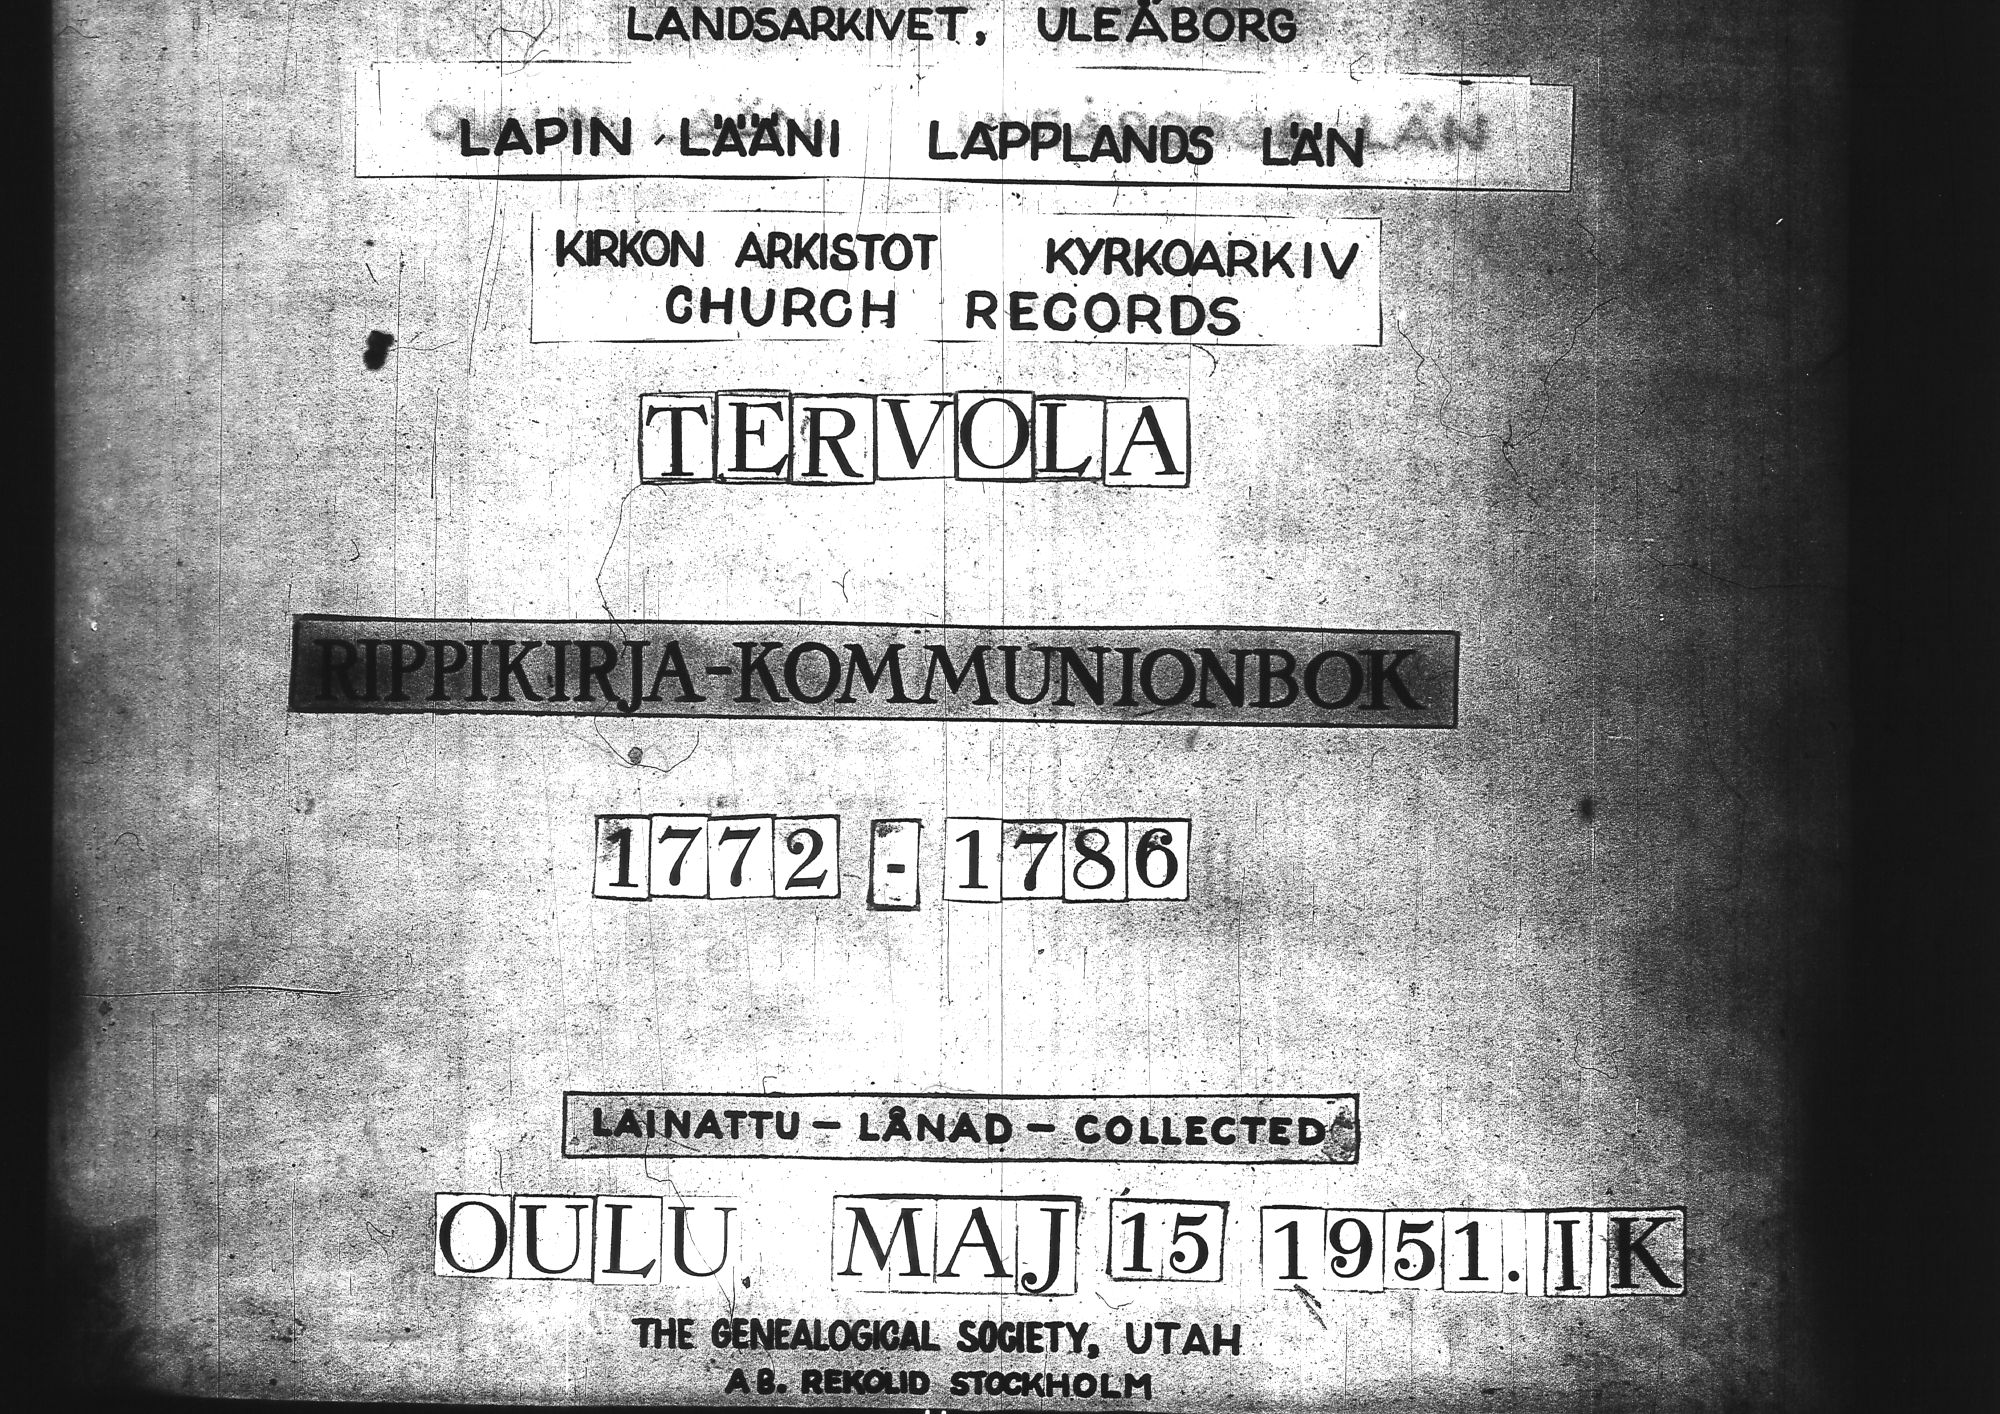 LANDSARKIVET, ULEÅBORG
LAPIN LÄÄNI LAPPLANDS LÄN
KIRKON ARKISTOT KYRKOARKIV
CHURCH RECORDS
TERVOLA
RIPPIKIRJA-KOMMUNIONBOK
1772 - 1786
LAINATTU – LÅNAD – COLLECTED
OULU MAJ 15 1951. IK
THE GENEALOGICAL SOCIETY, UTAH
A B. REKOLID STOCKHOLM